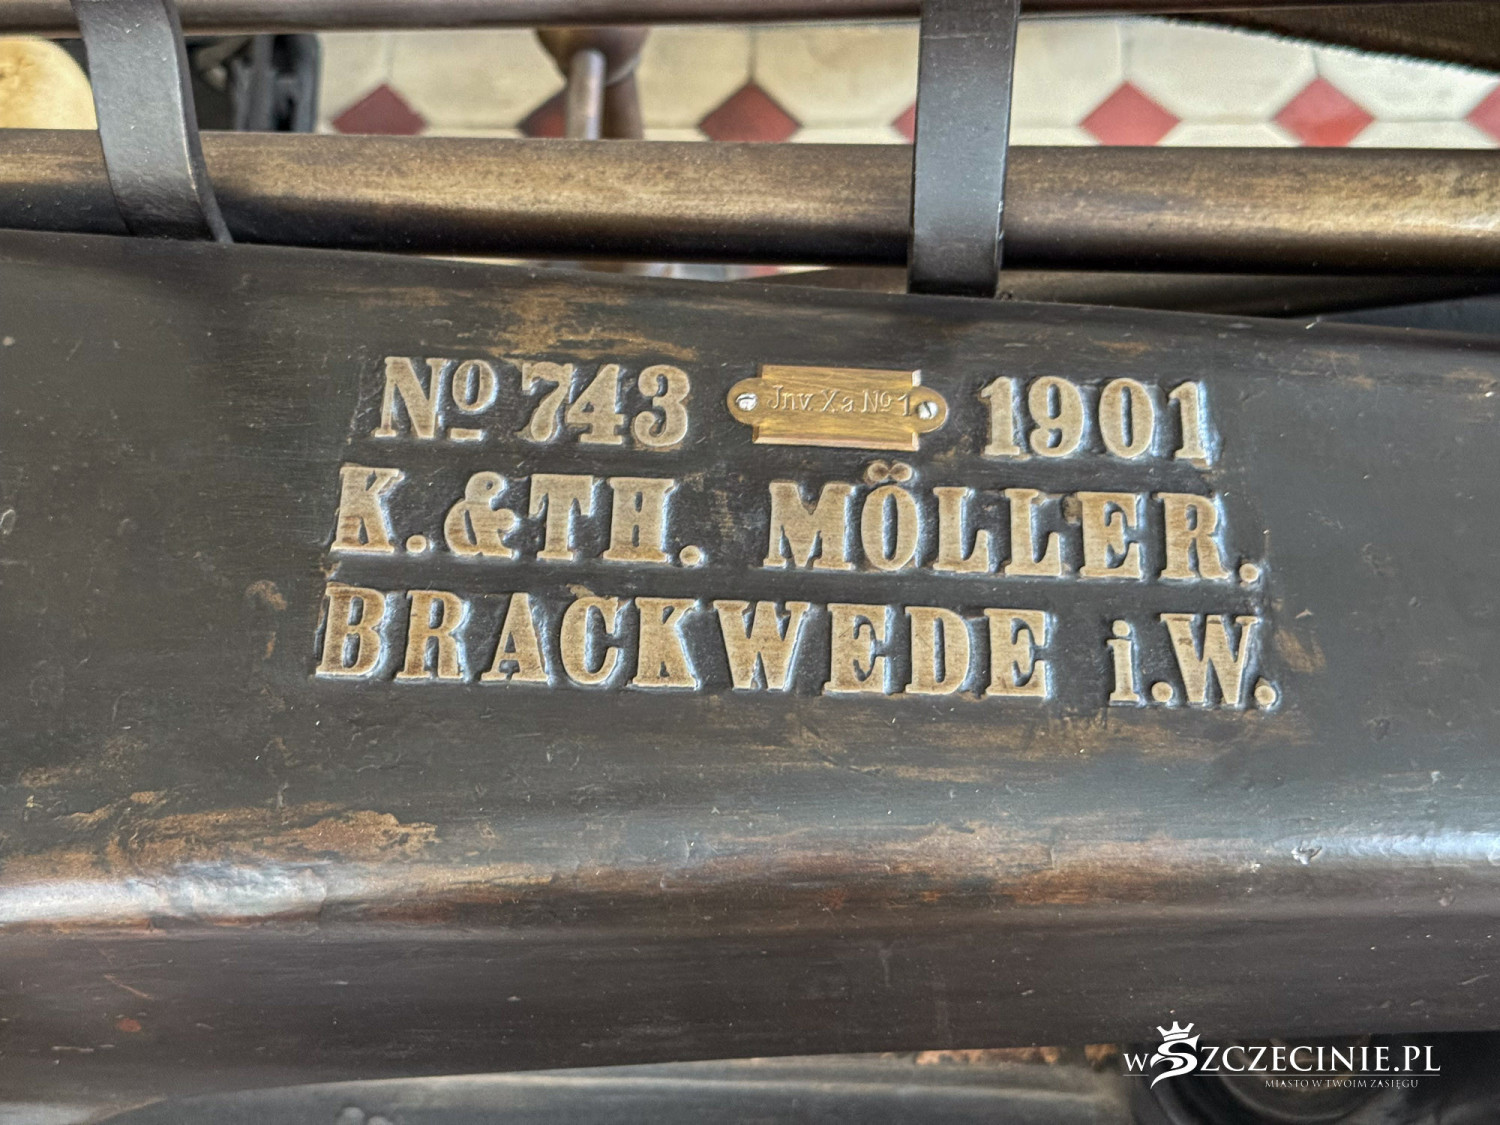 No 743 Jnv. Xa No 1 1901
K. & TH. MÖLLER.
BRACKWEDE i.W.
wSZCZECINIE.PL
MIASTO W TWOIM ZASIĘGU